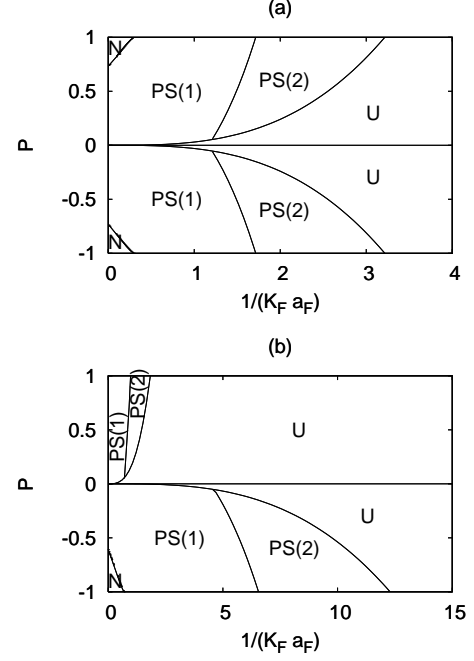 (a)
1
0.5
0
-0.5
-1
P
N
PS(1)
PS(2)
U
U
PS(1)
PS(2)
N
0 1 2 3 4
1/(K_F a_F)
(b)
1
0.5
0
-0.5
-1
P
PS(1)
PS(2)
U
U
PS(1)
PS(2)
N
0 5 10 15
1/(K_F a_F)